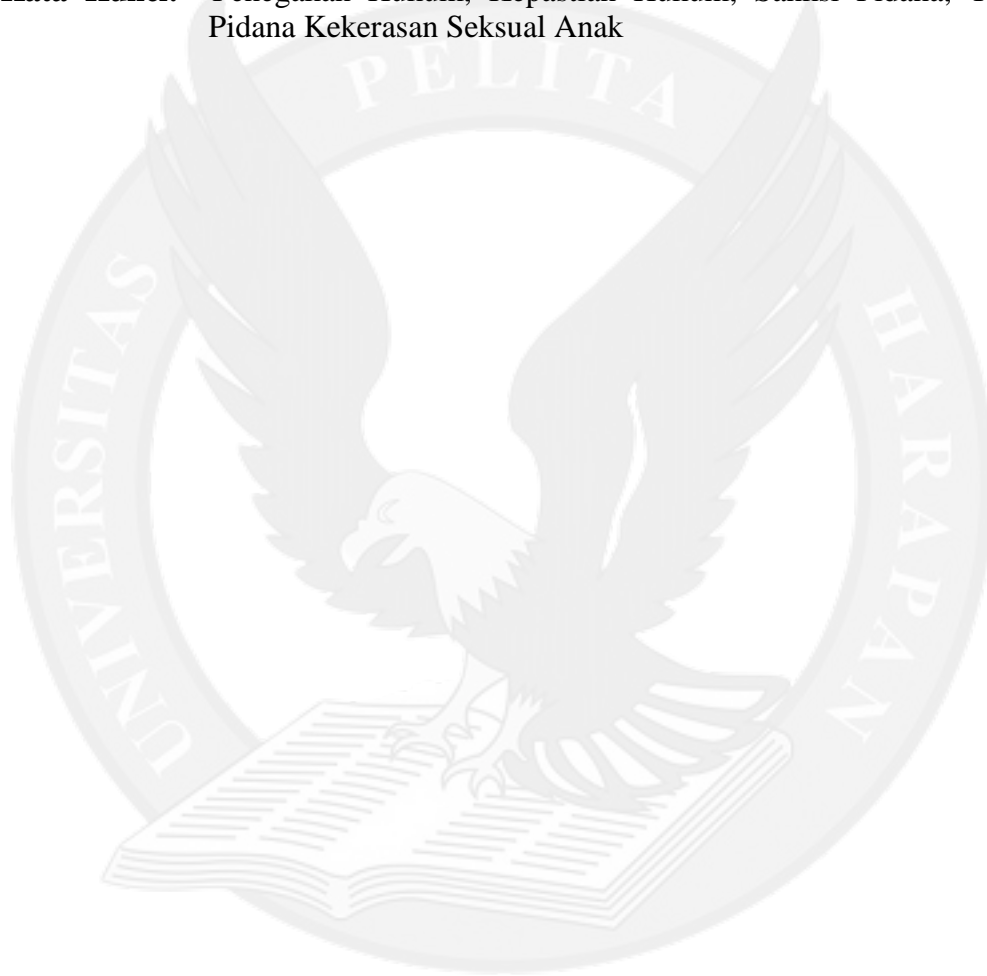 Kata Kunci: Penegakan Hukum, Kepastian Hukum, Sanksi Pidana,
Pidana Kekerasan Seksual Anak
UNIVERSITAS PELITA HARAPAN